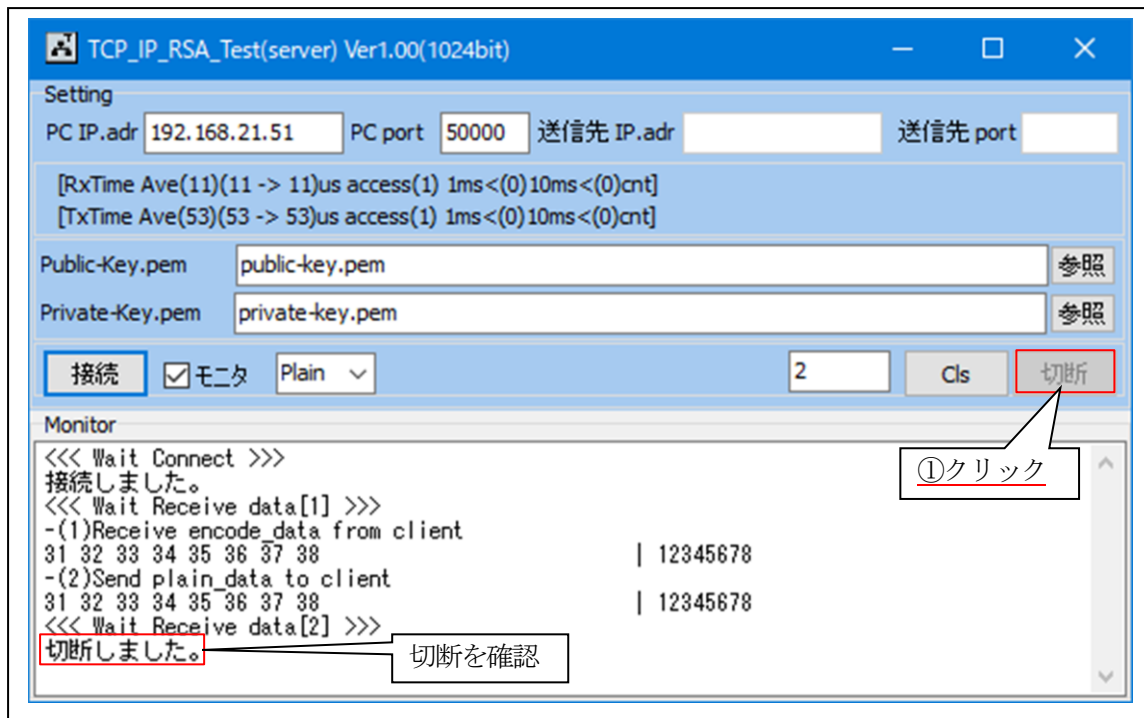 TCP_IP_RSA_Test(server) Ver1.00(1024bit)
Setting
PC IP.adr 192.168.21.51 PC port 50000 送信先 IP.adr 送信先 port
[RxTime Ave(11)(11 -> 11)us access(1) 1ms<(0)10ms<(0)cnt]
[TxTime Ave(53)(53 -> 53)us access(1) 1ms<(0)10ms<(0)cnt]
Public-Key.pem public-key.pem 参照
Private-Key.pem private-key.pem 参照
接続 モニタ Plain 2 Cls 切断
Monitor
①クリック
<<< Wait Connect >>>
接続しました。
<<< Wait Receive data[1] >>>
-(1)Receive encode_data from client
31 32 33 34 35 36 37 38 | 12345678
-(2)Send plain_data to client
31 32 33 34 35 36 37 38 | 12345678
<<< Wait Receive data[2] >>>
切断しました。
切断を確認